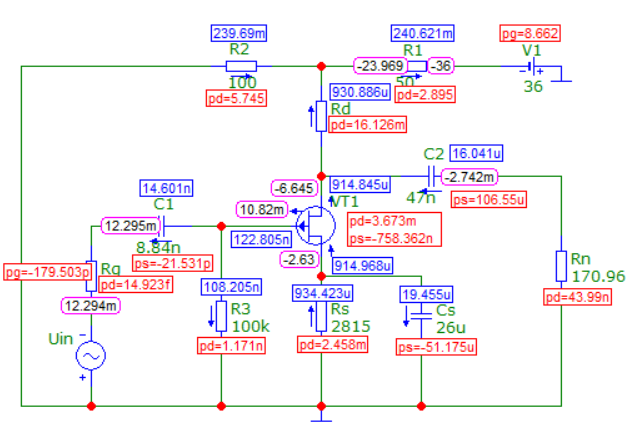 239.69m
R2
100
pd=5.745
240.621m
R1
-23.969
-36
50
pd=2.895
pg=8.662
V1
36
930.886u
Rd
pd=16.126m
C2
16.041u
-2.742m
47n
ps=106.55u
-6.645
914.845u
VT1
10.82m
122.805n
pd=3.673m
ps=-758.362n
-2.63
914.968u
14.601n
C1
12.295m
8.84n
ps=-21.531p
pg=-179.503p
Rg
pd=14.923f
12.294m
Uin
108.205n
R3
100k
pd=1.171n
934.423u
Rs
2815
pd=2.458m
19.455u
Cs
26u
ps=-51.175u
Rn
170.96
pd=43.99n